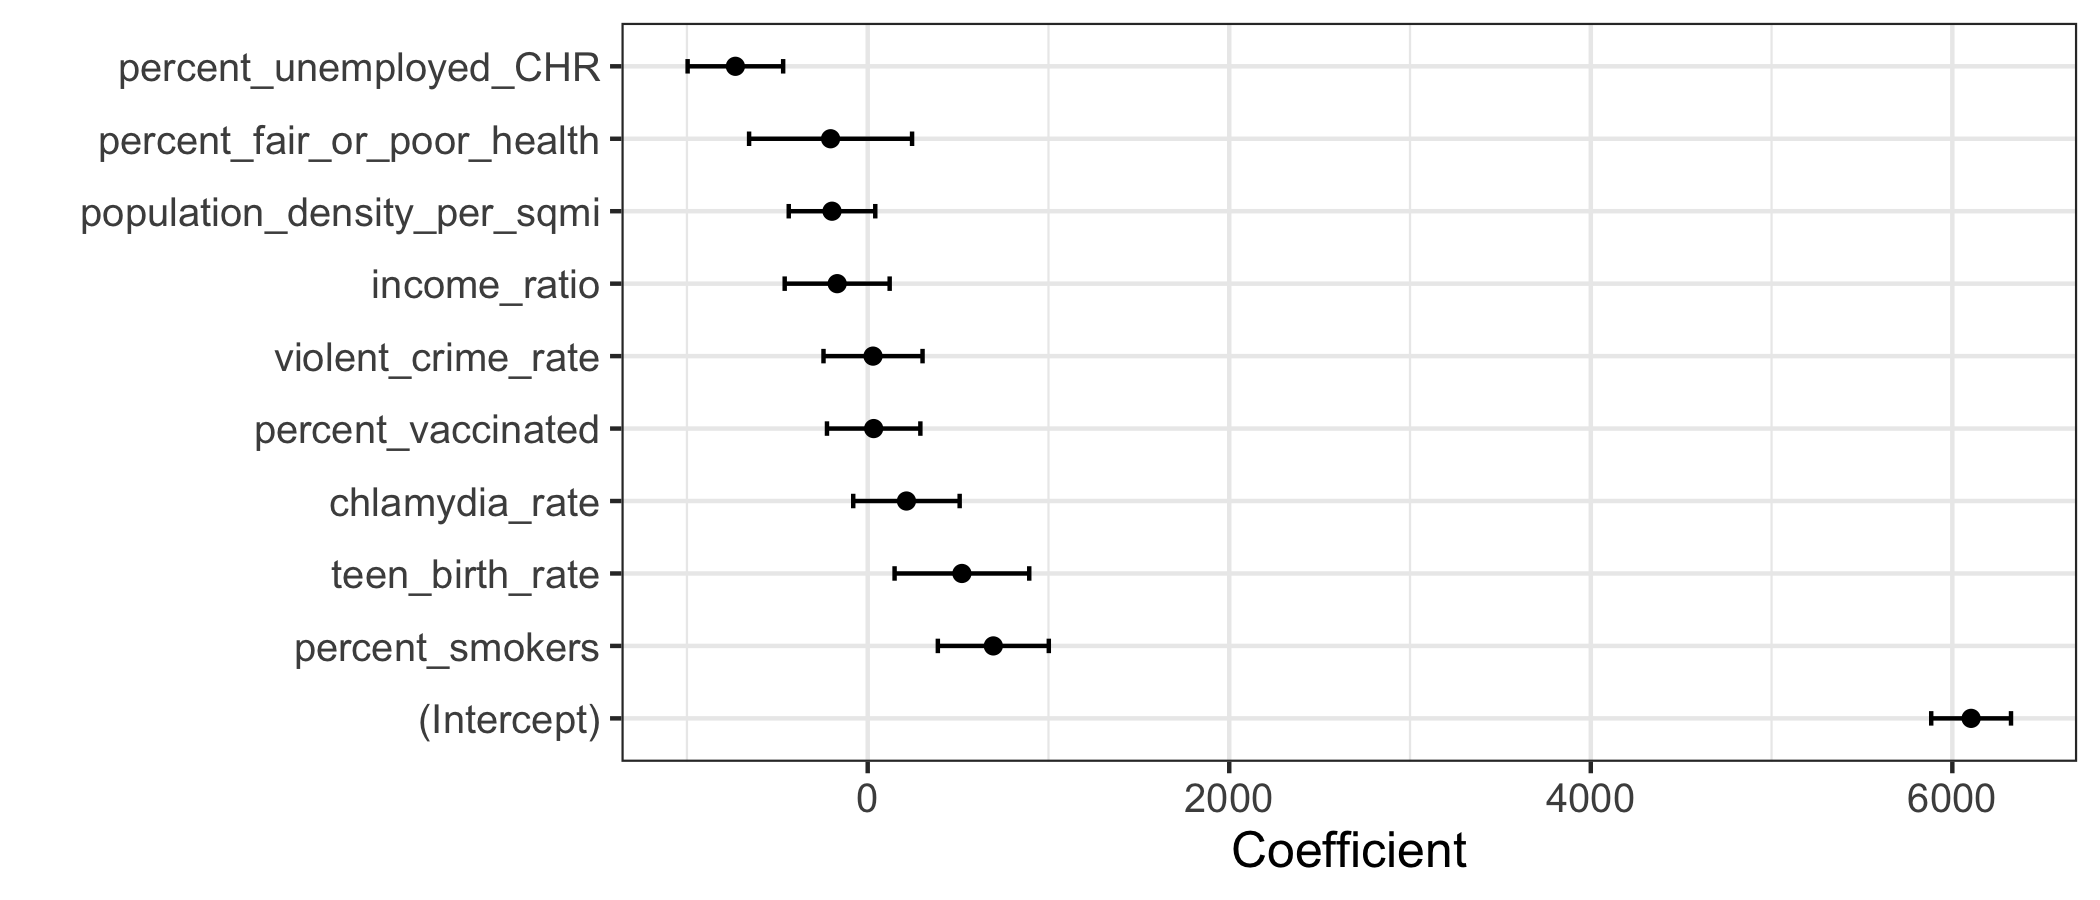 percent_unemployed_CHR
percent_fair_or_poor_health
population_density_per_sqmi
income_ratio
violent_crime_rate
percent_vaccinated
chlamydia_rate
teen_birth_rate
percent_smokers
(Intercept)
0 2000 4000 6000
Coefficient